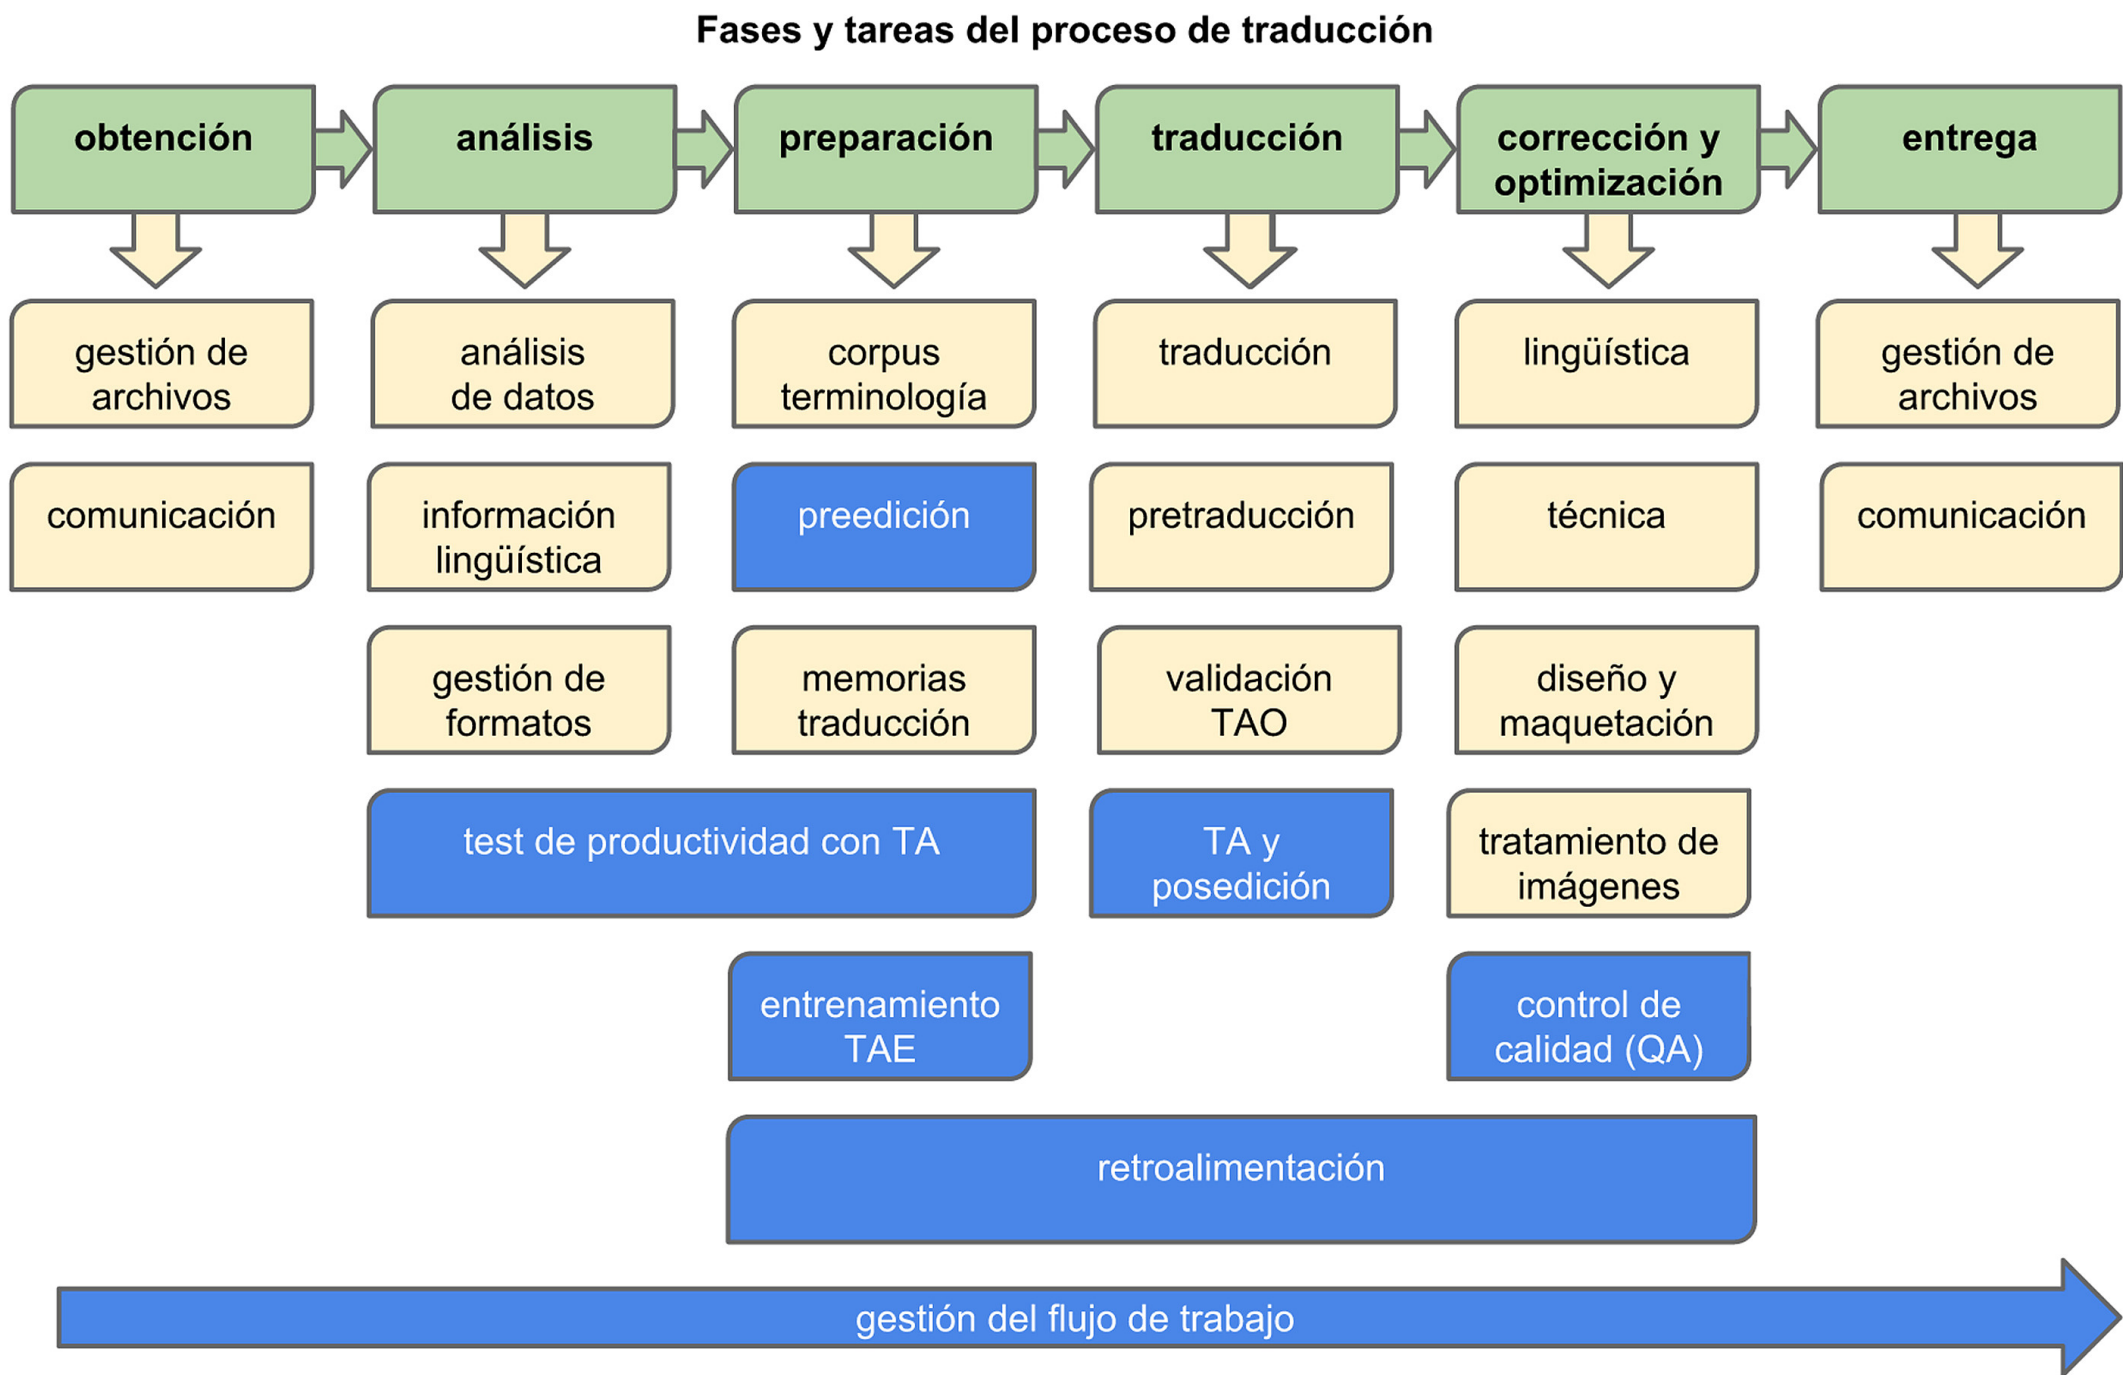 Fases y tareas del proceso de traducción
obtención
análisis
preparación
traducción
corrección y
optimización
entrega
gestión de
archivos
análisis
de datos
corpus
terminología
traducción
lingüística
gestión de
archivos
comunicación
información
lingüística
preedición
pretraducción
técnica
comunicación
gestión de
formatos
memorias
traducción
validación
TAO
diseño y
maquetación
test de productividad con TA
TA y
posedición
tratamiento de
imágenes
entrenamiento
TAE
control de
calidad (QA)
retroalimentación
gestión del flujo de trabajo